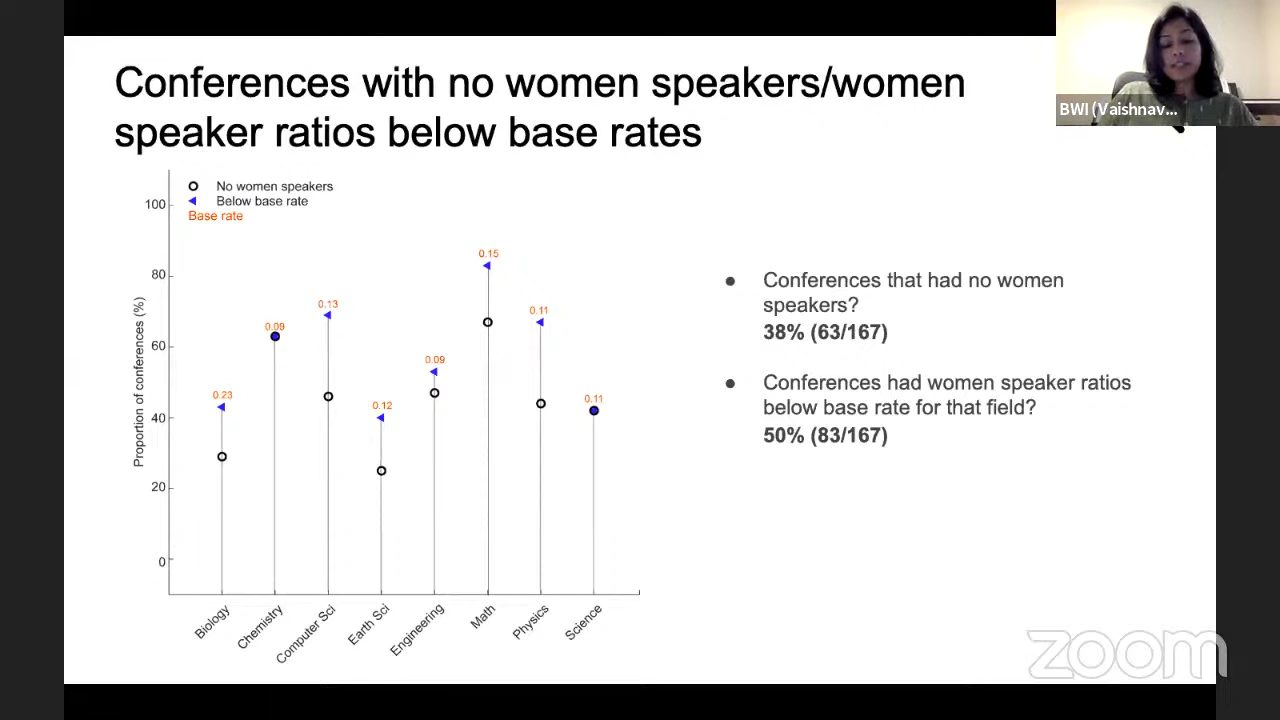 Conferences with no women speakers/women
speaker ratios below base rates
BWI (Vaishnav...
No women speakers
Below base rate
Base rate
100
80
60
40
20
0
Proportion of conferences (%)
0.23
0.09
0.13
0.12
0.09
0.15
0.11
0.11
Biology
Chemistry
Computer Sci
Earth Sci
Engineering
Math
Physics
Science
Conferences that had no women
speakers?
38% (63/167)
Conferences had women speaker ratios
below base rate for that field?
50% (83/167)
zoom